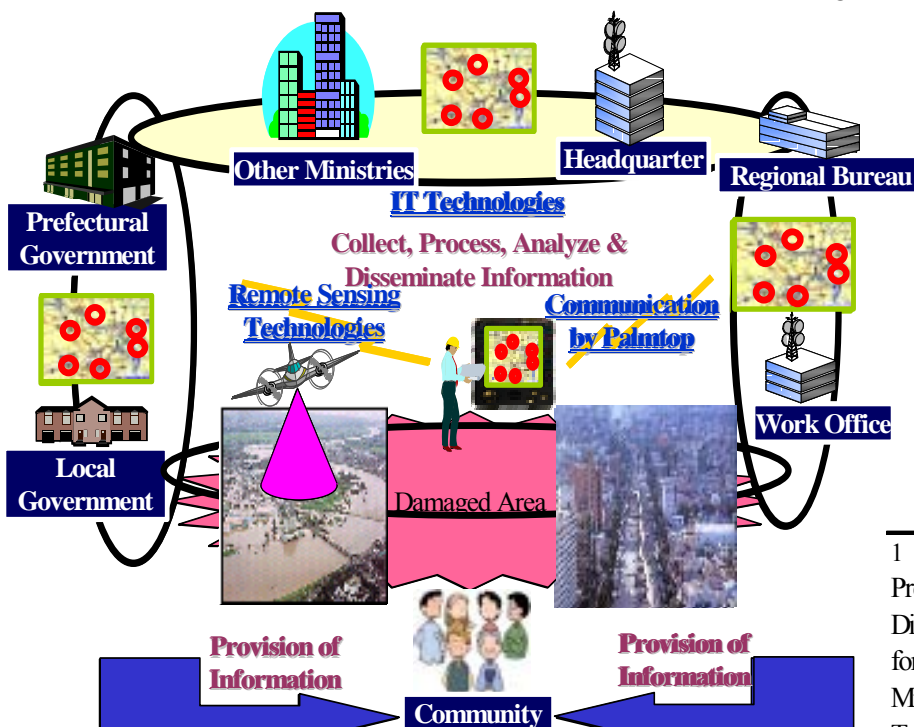 Other Ministries
Headquarter
Regional Bureau
Prefectural
Government
IT Technologies
Collect, Process, Analyze &
Disseminate Information
Remote Sensing
Technologies
Communication
by Palmtop
Work Office
Local
Government
Damaged Area
Provision of
Information
Provision of
Information
Community
1
Pr
Di
for
M